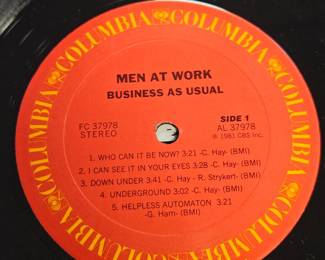 COLUMBIA COLUMBIA COLUMBIA COLUMBIA COLUMBIA COLUMBIA
MEN AT WORK
BUSINESS AS USUAL
FC 37978
STEREO
SIDE 1
AL 37978
℗ 1981 CBS Inc.
1. WHO CAN IT BE NOW? 3:21 -C. Hay- (BMI)
2. I CAN SEE IT IN YOUR EYES 3:28 -C. Hay- (BMI)
3. DOWN UNDER 3:41 -C. Hay - R. Strykert- (BMI)
4. UNDERGROUND 3:02 -C. Hay- (BMI)
5. HELPLESS AUTOMATON 3:21
-G. Ham- (BMI)